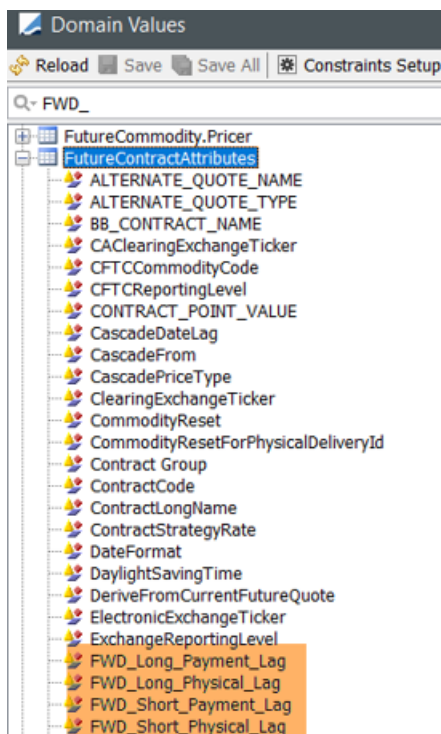 Domain Values
Reload Save Save All Constraints Setup
FWD_
FutureCommodity.Pricer
FutureContractAttributes
ALTERNATE_QUOTE_NAME
ALTERNATE_QUOTE_TYPE
BB_CONTRACT_NAME
CAClearingExchangeTicker
CFTCCommodityCode
CFTCReportingLevel
CONTRACT_POINT_VALUE
CascadeDateLag
CascadeFrom
CascadePriceType
ClearingExchangeTicker
CommodityReset
CommodityResetForPhysicalDeliveryId
Contract Group
ContractCode
ContractLongName
ContractStrategyRate
DateFormat
DaylightSavingTime
DeriveFromCurrentFutureQuote
ElectronicExchangeTicker
ExchangeReportingLevel
FWD_Long_Payment_Lag
FWD_Long_Physical_Lag
FWD_Short_Payment_Lag
FWD_Short_Physical_Lag